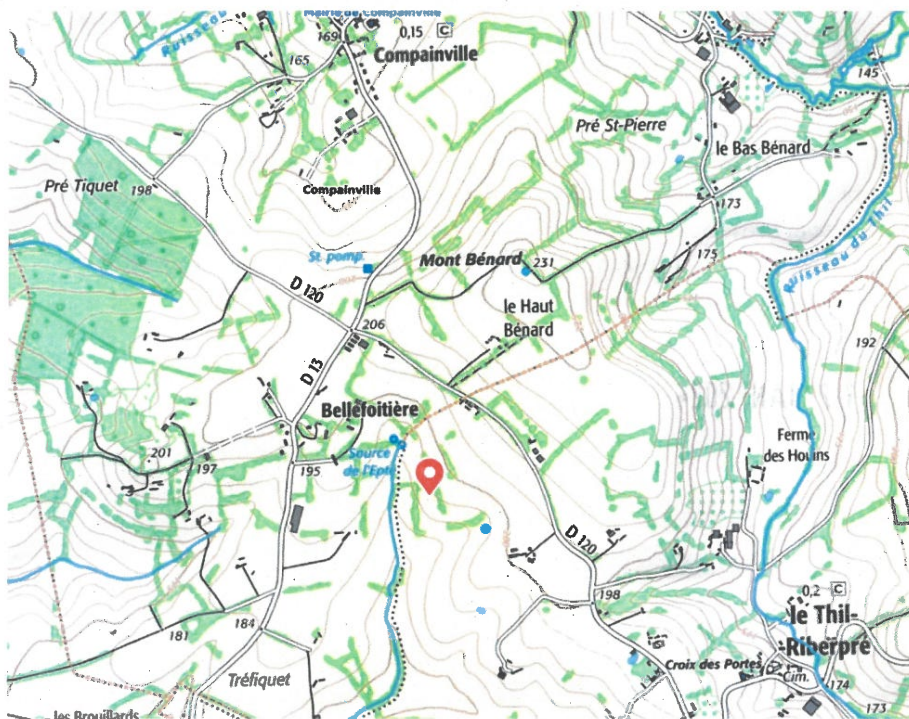 Mairie de Compainville
Ruisseau
169
0,15 C
Compainville
165
145
Pré St-Pierre
le Bas Bénard
Compainville
Pré Tiquet
198
173
175
Ruisseau du Thil
St. pomp.
Mont Bénard
231
D 120
le Haut
Bénard
206
192
D 13
Bellefoitière
Source
de l'Epte
201
197
195
Ferme
des Houins
D 120
198
0,2 C
le Thil-
Riberpré
181
184
Croix des Portes
Cim.
174
Tréfiquet
173
les Brouillards